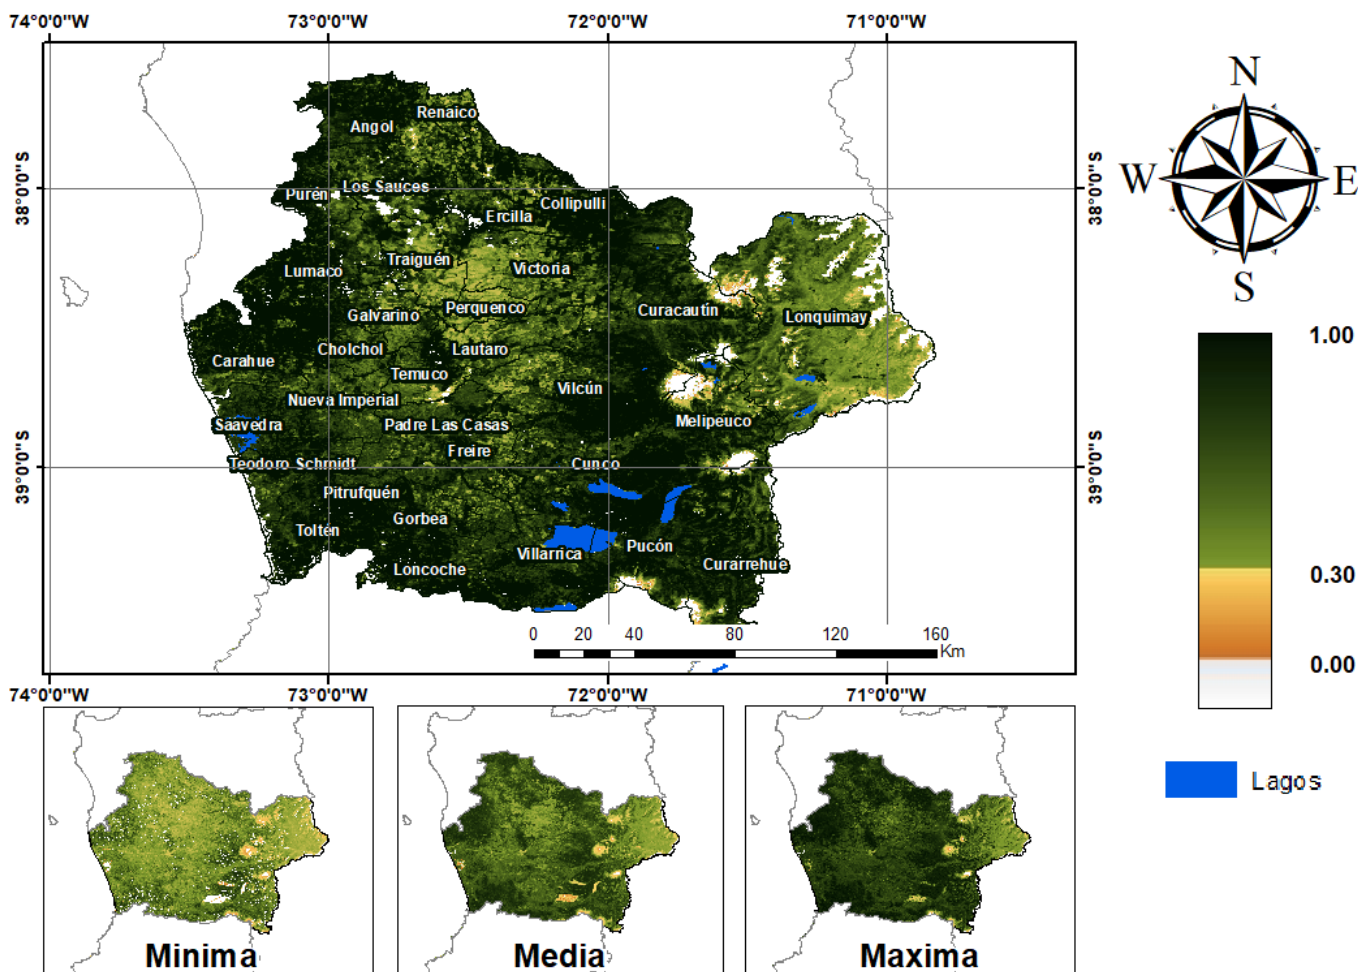 74°0'0"W 73°0'0"W 72°0'0"W 71°0'0"W
38°0'0"S
39°0'0"S
38°0'0"S
39°0'0"S
Renaico
Angol
Los Sauces
Purén
Collipulli
Ercilla
Traiguén
Victoria
Lumaco
Perquenco
Curacautín
Lonquimay
Galvarino
Cholchol
Lautaro
Carahue
Temuco
Vilcún
Nueva Imperial
Saavedra
Padre Las Casas
Melipeuco
Freire
Teodoro Schmidt
Cunco
Pitrufquén
Gorbea
Toltén
Villarrica
Pucón
Curarrehue
Loncoche
0 20 40 80 120 160
Km
74°0'0"W 73°0'0"W 72°0'0"W 71°0'0"W
N
W E
S
1.00
0.30
0.00
Lagos
Minima Media Maxima